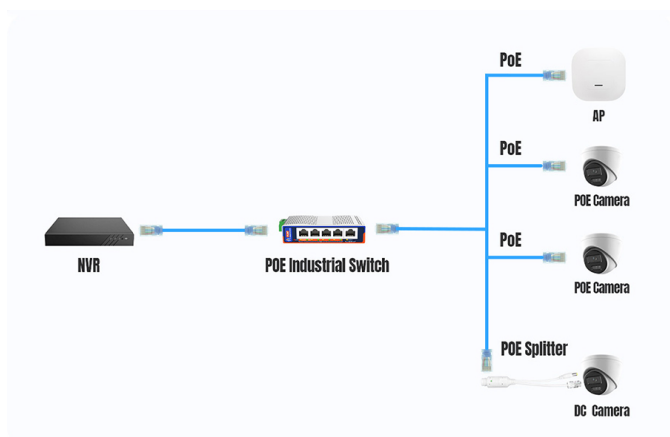 PoE
AP
PoE
POE Camera
NVR
POE Industrial Switch
PoE
POE Camera
POE Splitter
DC Camera